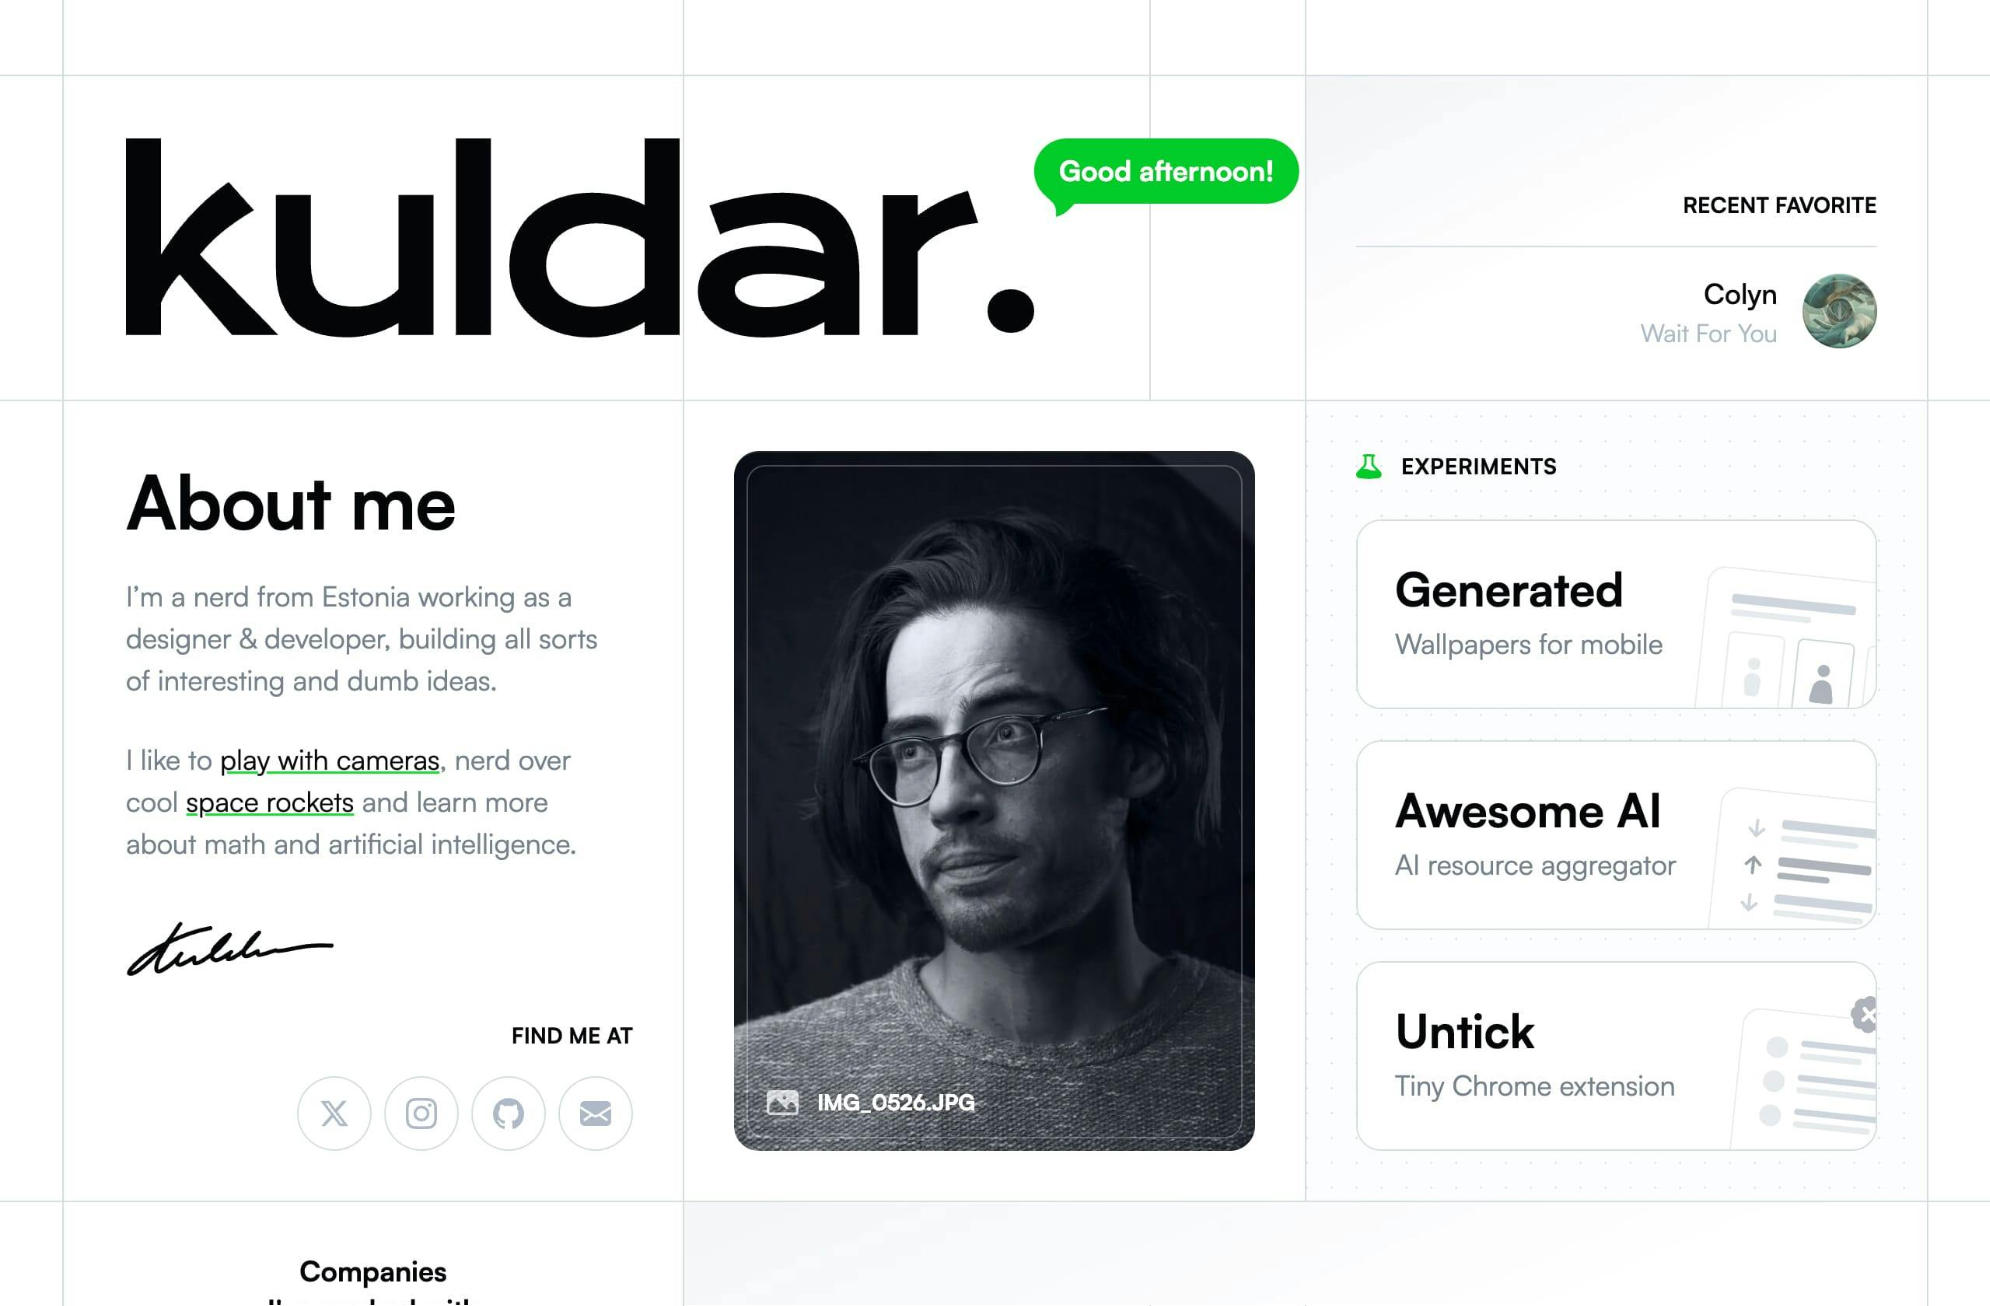 kuldar.
Good afternoon!
RECENT FAVORITE
Colyn
Wait For You
About me
I’m a nerd from Estonia working as a
designer & developer, building all sorts
of interesting and dumb ideas.
I like to play with cameras, nerd over
cool space rockets and learn more
about math and artificial intelligence.
FIND ME AT
IMG_0526.JPG
EXPERIMENTS
Generated
Wallpapers for mobile
Awesome AI
AI resource aggregator
Untick
Tiny Chrome extension
Companies